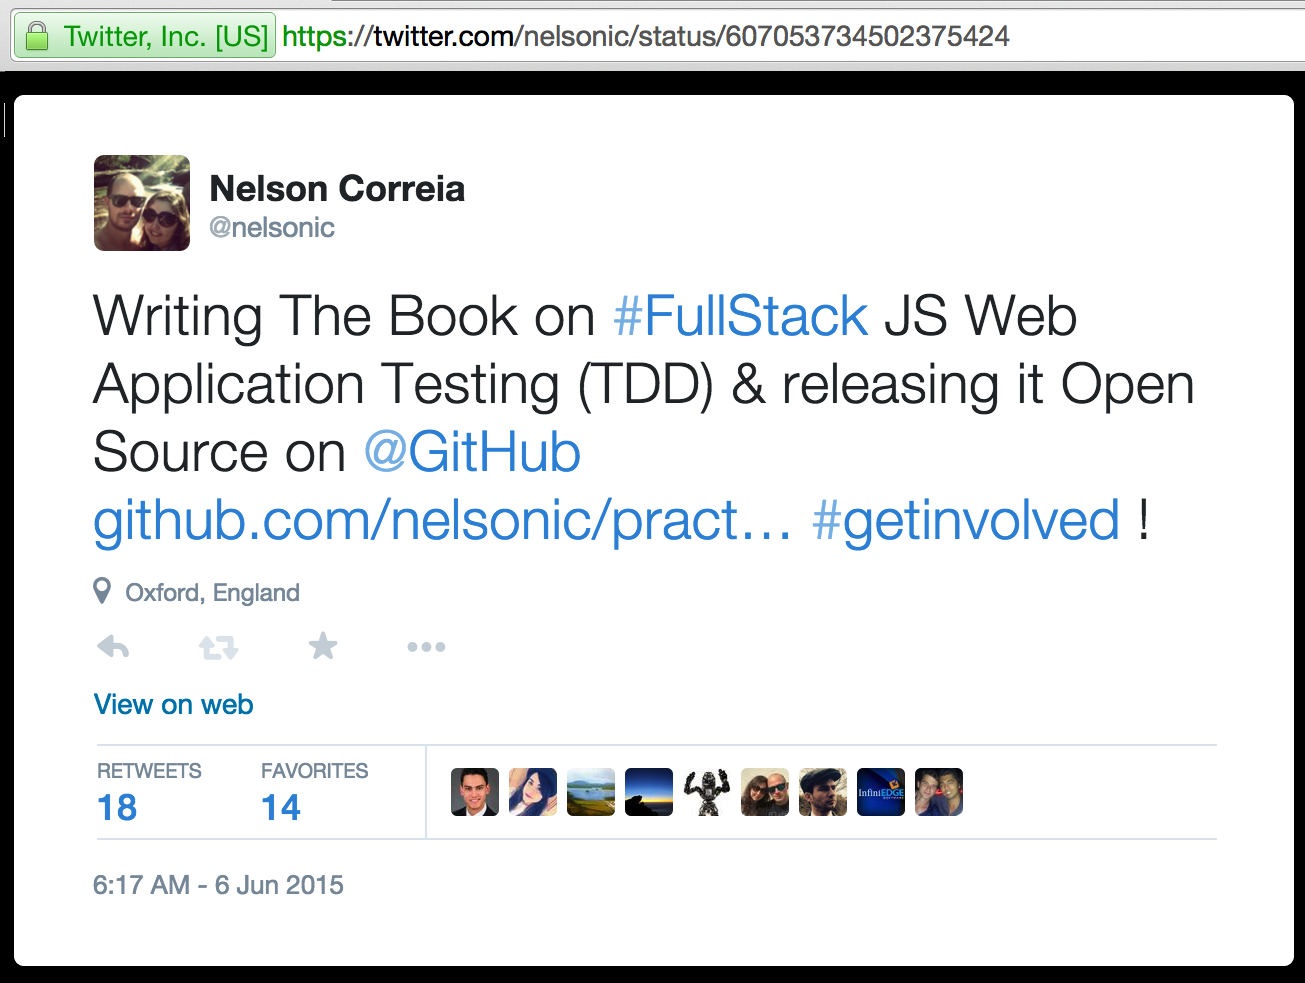 Twitter, Inc. [US] https://twitter.com/nelsonic/status/607053734502375424
Nelson Correia
@nelsonic
Writing The Book on #FullStack JS Web
Application Testing (TDD) & releasing it Open
Source on @GitHub
github.com/nelsonic/pract… #getinvolved !
Oxford, England
View on web
RETWEETS FAVORITES
18 14
InfiniEDGE
SOFTWARE
6:17 AM - 6 Jun 2015